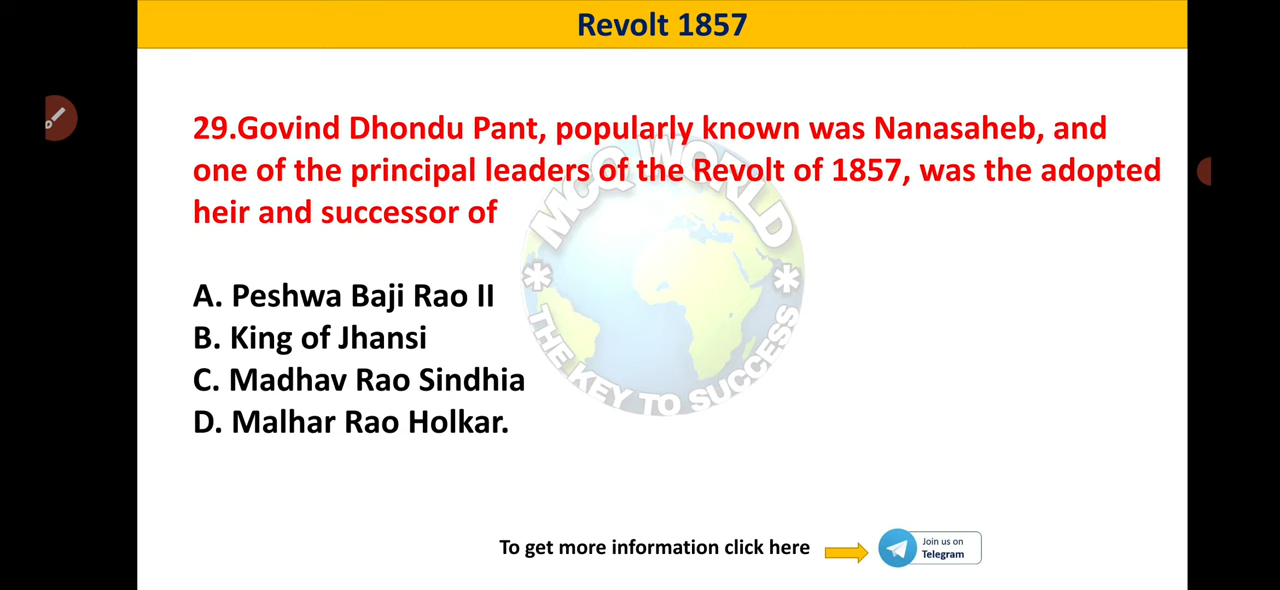 Revolt 1857
29.Govind Dhondu Pant, popularly known was Nanasaheb, and
one of the principal leaders of the Revolt of 1857, was the adopted
heir and successor of
MCQ WORLD
* *
THE KEY TO SUCCESS
A. Peshwa Baji Rao II
B. King of Jhansi
C. Madhav Rao Sindhia
D. Malhar Rao Holkar.
To get more information click here
Join us on
Telegram